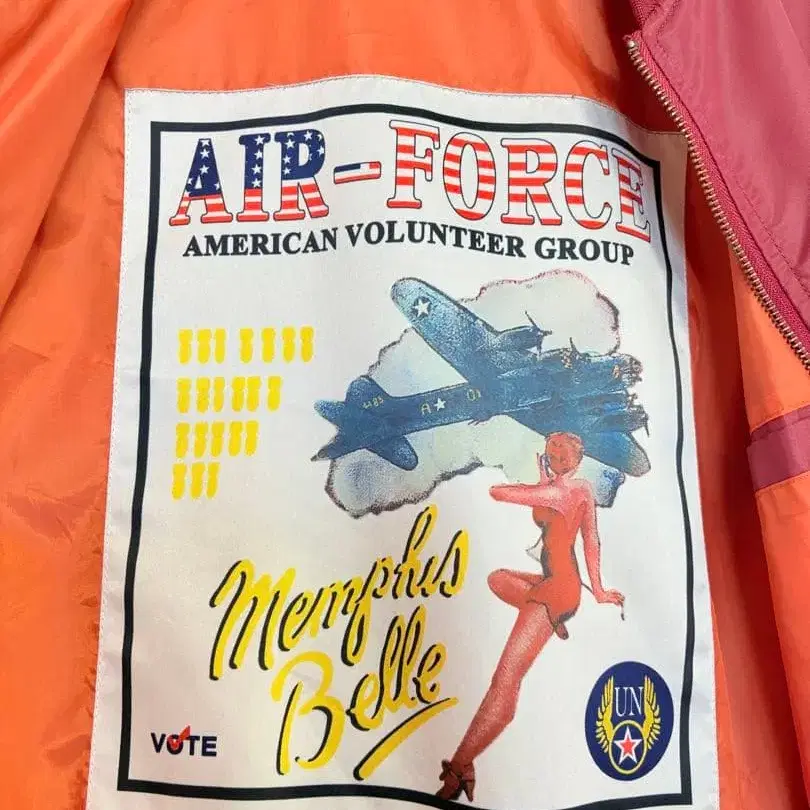 AIR-FORCE
AMERICAN VOLUNTEER GROUP
Memphis
Belle
VOTE
UN